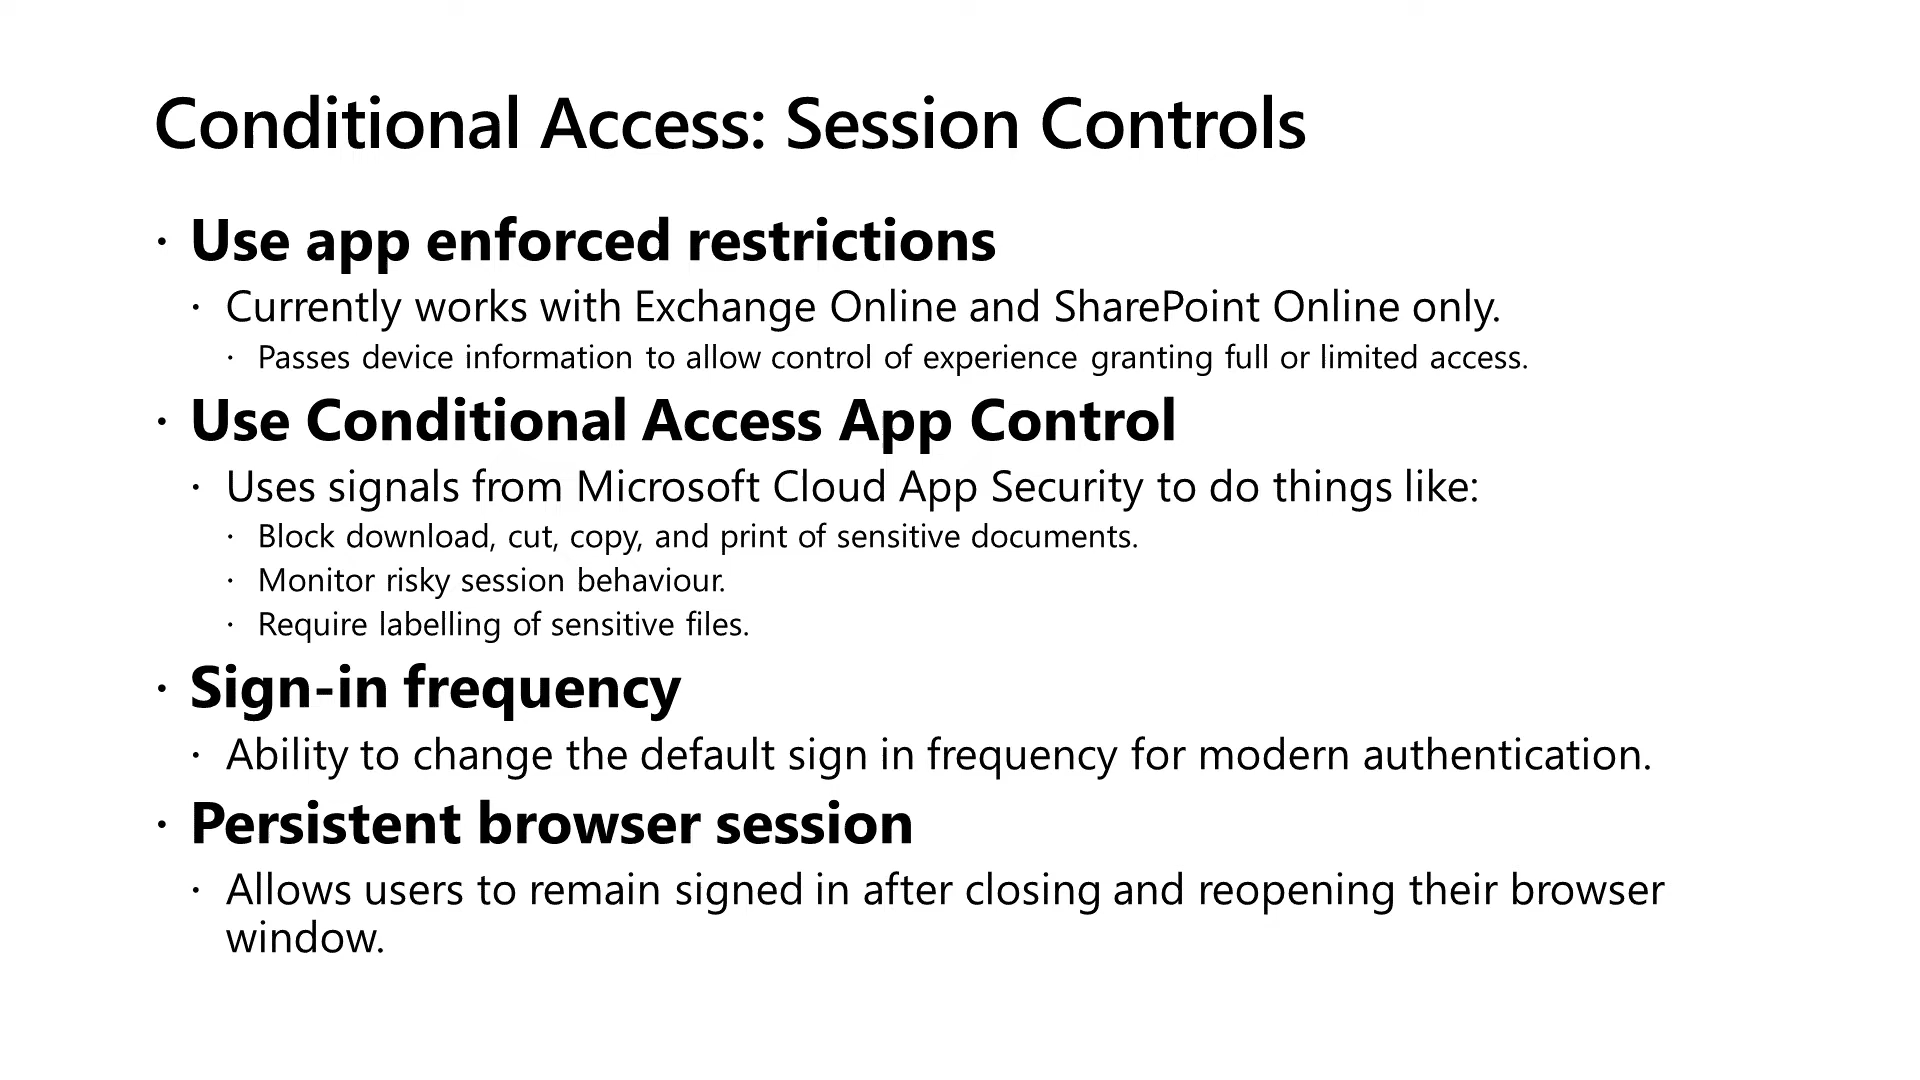 Conditional Access: Session Controls
· Use app enforced restrictions
· Currently works with Exchange Online and SharePoint Online only.
· Passes device information to allow control of experience granting full or limited access.
· Use Conditional Access App Control
· Uses signals from Microsoft Cloud App Security to do things like:
· Block download, cut, copy, and print of sensitive documents.
· Monitor risky session behaviour.
· Require labelling of sensitive files.
· Sign-in frequency
· Ability to change the default sign in frequency for modern authentication.
· Persistent browser session
· Allows users to remain signed in after closing and reopening their browser
window.